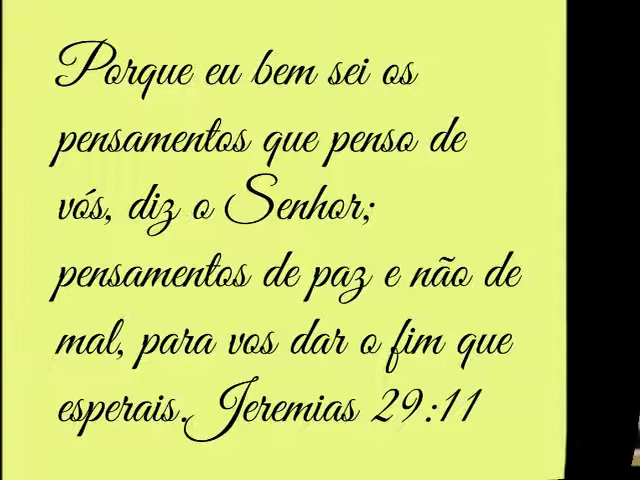 Porque eu bem sei os
pensamentos que penso de
vós, diz o Senhor;
pensamentos de paz e não de
mal, para vos dar o fim que
esperais. Jeremias 29:11